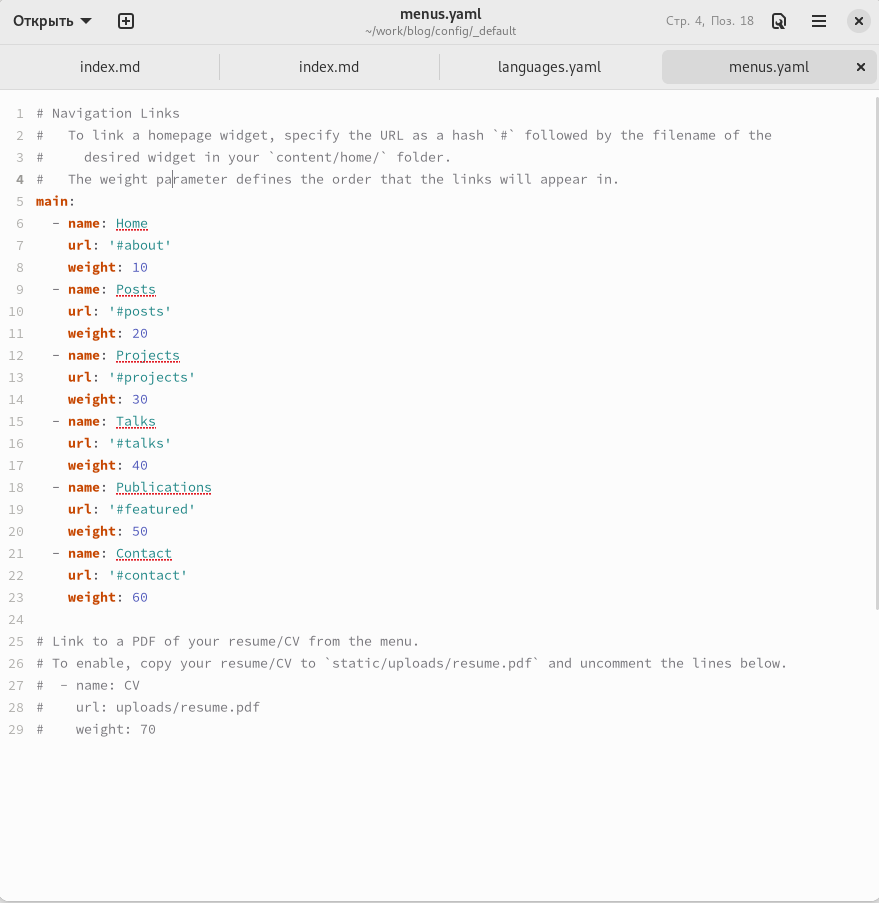 Открыть
menus.yaml
~/work/blog/config/_default
Стр. 4, Поз. 18
index.md
index.md
languages.yaml
menus.yaml
1 # Navigation Links
2 #   To link a homepage widget, specify the URL as a hash `#` followed by the filename of the
3 #     desired widget in your `content/home/` folder.
4 #   The weight parameter defines the order that the links will appear in.
5 main:
6   - name: Home
7     url: '#about'
8     weight: 10
9   - name: Posts
10     url: '#posts'
11     weight: 20
12   - name: Projects
13     url: '#projects'
14     weight: 30
15   - name: Talks
16     url: '#talks'
17     weight: 40
18   - name: Publications
19     url: '#featured'
20     weight: 50
21   - name: Contact
22     url: '#contact'
23     weight: 60
24
25 # Link to a PDF of your resume/CV from the menu.
26 # To enable, copy your resume/CV to `static/uploads/resume.pdf` and uncomment the lines below.
27 #  - name: CV
28 #    url: uploads/resume.pdf
29 #    weight: 70